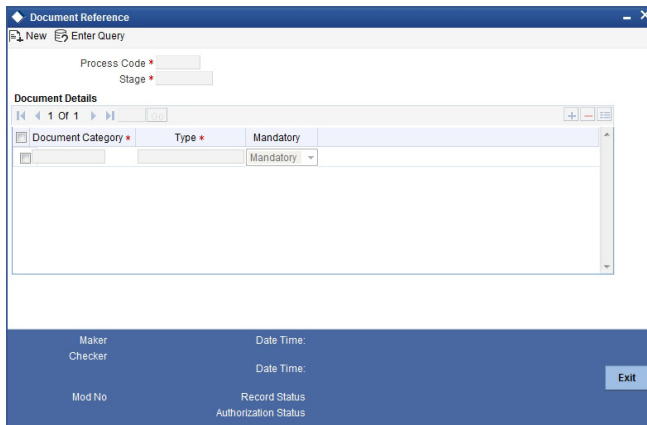 Document Reference
New Enter Query
Process Code *
Stage *
Document Details
1 Of 1 Go
Document Category * Type * Mandatory
Mandatory
Maker Date Time:
Checker
Date Time:
Exit
Mod No Record Status
Authorization Status